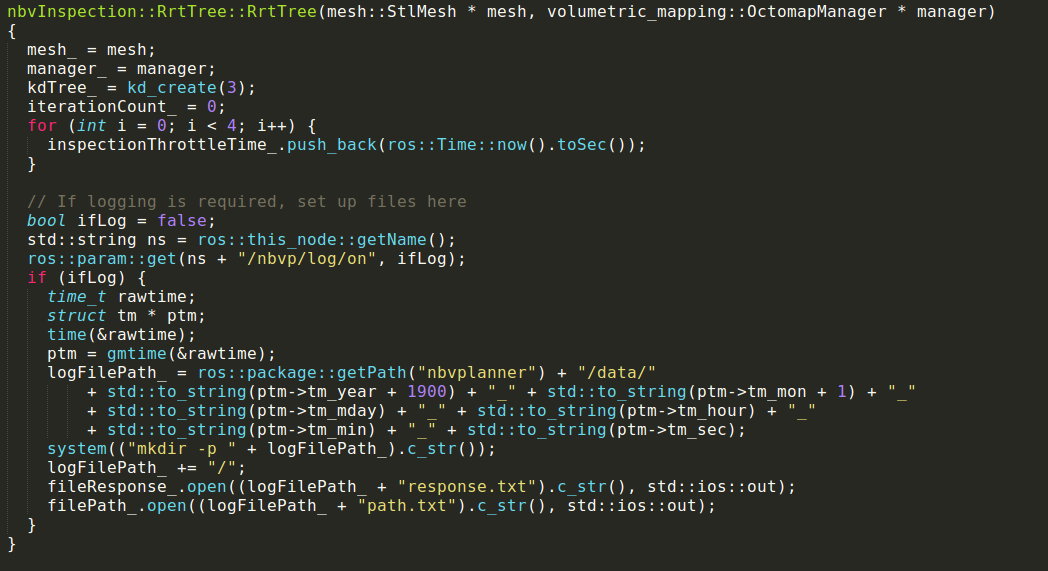 nbvInspection::RrtTree::RrtTree(mesh::StlMesh * mesh, volumetric_mapping::OctomapManager * manager)
{
  mesh_ = mesh;
  manager_ = manager;
  kdTree_ = kd_create(3);
  iterationCount_ = 0;
  for (int i = 0; i < 4; i++) {
    inspectionThrottleTime_.push_back(ros::Time::now().toSec());
  }
  // If logging is required, set up files here
  bool ifLog = false;
  std::string ns = ros::this_node::getName();
  ros::param::get(ns + "/nbvp/log/on", ifLog);
  if (ifLog) {
    time_t rawtime;
    struct tm * ptm;
    time(&rawtime);
    ptm = gmtime(&rawtime);
    logFilePath_ = ros::package::getPath("nbvplanner") + "/data/"
        + std::to_string(ptm->tm_year + 1900) + "_" + std::to_string(ptm->tm_mon + 1) + "_"
        + std::to_string(ptm->tm_mday) + "_" + std::to_string(ptm->tm_hour) + "_"
        + std::to_string(ptm->tm_min) + "_" + std::to_string(ptm->tm_sec);
    system(("mkdir -p " + logFilePath_).c_str());
    logFilePath_ += "/";
    fileResponse_.open((logFilePath_ + "response.txt").c_str(), std::ios::out);
    filePath_.open((logFilePath_ + "path.txt").c_str(), std::ios::out);
  }
}